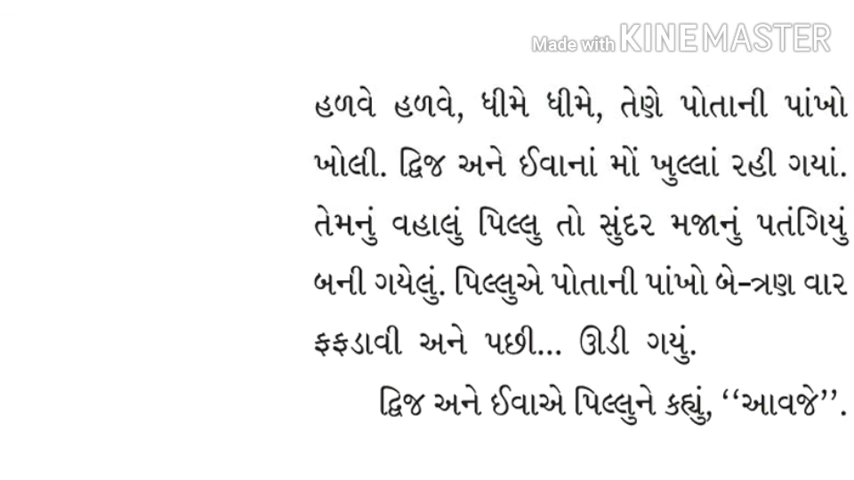 Made with KINEMASTER
હળવે હળવે, ધીમે ધીમે, તેણે પોતાની પાંખો
ખોલી. દ્વિજ અને ઈવાનાં મોં ખુલ્લાં રહી ગયાં.
તેમનું વહાલું પિલ્લુ તો સુંદર મજાનું પતંગિયું
બની ગયેલું. પિલ્લુએ પોતાની પાંખો બે-ત્રણ વાર
ફફડાવી અને પછી... ઊડી ગયું.
દ્વિજ અને ઈવાએ પિલ્લુને કહ્યું, “આવજે”.